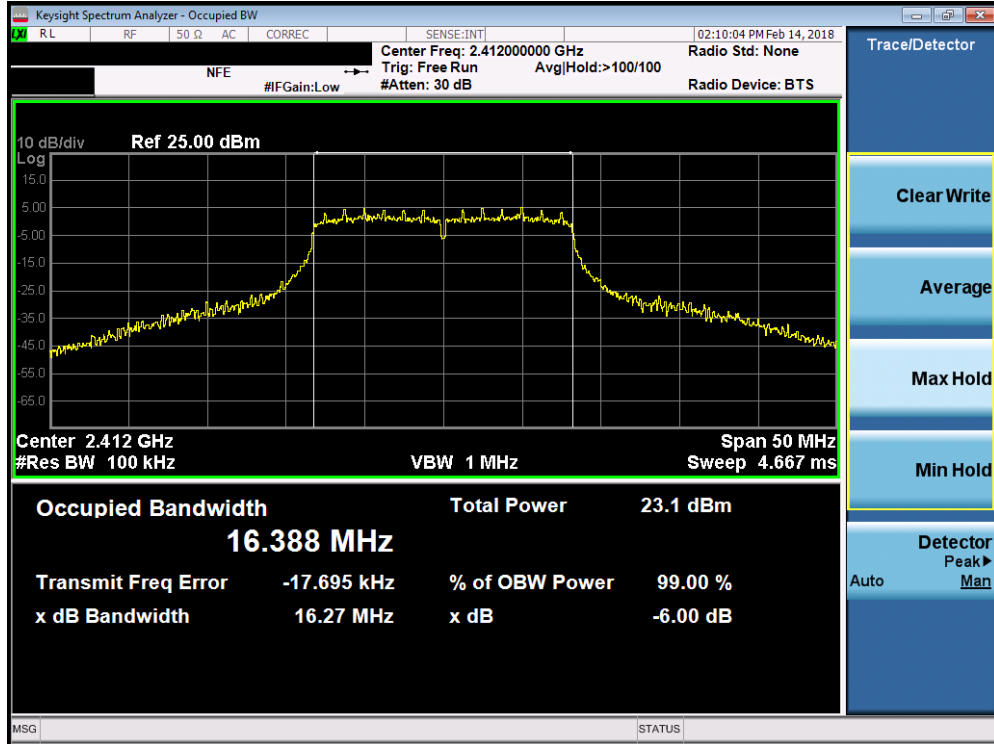 Keysight Spectrum Analyzer - Occupied BW
LXI RL RF 50 Ω AC CORREC SENSE:INT 02:10:04 PM Feb 14, 2018
Center Freq: 2.412000000 GHz Radio Std: None
NFE Trig: Free Run Avg|Hold:>100/100
#IFGain:Low #Atten: 30 dB Radio Device: BTS
Trace/Detector
10 dB/div Ref 25.00 dBm
Log
15.0
5.00
-5.00
-15.0
-25.0
-35.0
-45.0
-55.0
-65.0
Center 2.412 GHz Span 50 MHz
#Res BW 100 kHz VBW 1 MHz Sweep 4.667 ms
Occupied Bandwidth Total Power 23.1 dBm
16.388 MHz
Transmit Freq Error -17.695 kHz % of OBW Power 99.00 %
x dB Bandwidth 16.27 MHz x dB -6.00 dB
Clear Write
Average
Max Hold
Min Hold
Detector
Peak▶
Auto Man
MSG STATUS